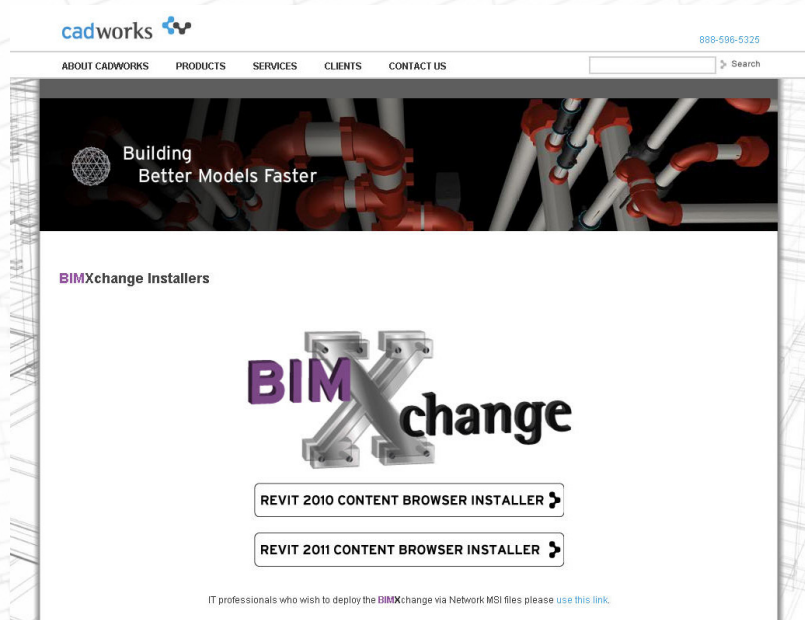 cadworks
888-596-5325
ABOUT CADWORKS PRODUCTS SERVICES CLIENTS CONTACT US
Search
Building
Better Models Faster
BIMXchange Installers
BIMXchange
REVIT 2010 CONTENT BROWSER INSTALLER
REVIT 2011 CONTENT BROWSER INSTALLER
IT professionals who wish to deploy the BIMXchange via Network MSI files please use this link.